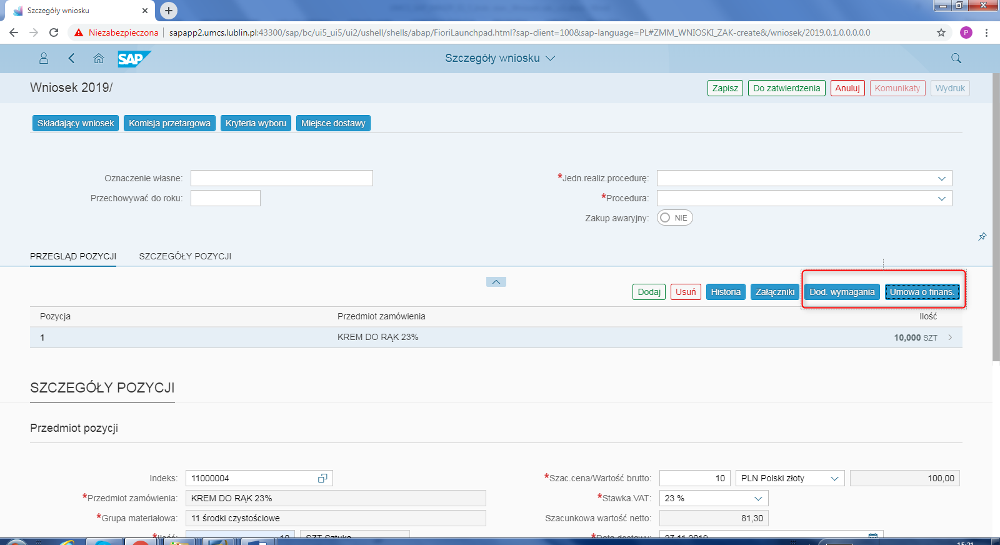 Szczegóły wniosku
Niezabezpieczona
sapapp2.umcs.lublin.pl:43300/sap/bc/ui5_ui5/ui2/ushell/shells/abap/FioriLaunchpad.html?sap-client=100&sap-language=PL#ZMM_WNIOSKI_ZAK-create&/wniosek/2019,0,1,0,0,0,0,0
P
SAP
Szczegóły wniosku
Wniosek 2019/
Zapisz Do zatwierdzenia Anuluj Komunikaty Wydruk
Składający wniosek Komisja przetargowa Kryteria wyboru Miejsce dostawy
Oznaczenie własne:
*Jedn.realiz.procedurę:
Przechowywać do roku:
*Procedura:
Zakup awaryjny: NIE
PRZEGLĄD POZYCJI SZCZEGÓŁY POZYCJI
Dodaj Usuń Historia Załączniki Dod. wymagania Umowa o finans.
Pozycja Przedmiot zamówienia Ilość
1 KREM DO RĄK 23% 10,000 SZT
SZCZEGÓŁY POZYCJI
Przedmiot pozycji
Indeks: 11000004
*Szac.cena/Wartość brutto: 10 PLN Polski złoty 100,00
*Przedmiot zamówienia: KREM DO RĄK 23%
*Stawka.VAT: 23 %
*Grupa materiałowa: 11 środki czystościowe
Szacunkowa wartość netto: 81,30
*Ilość: 10 SZT Sztuka
*Data dostawy: 27.11.2019
15:21